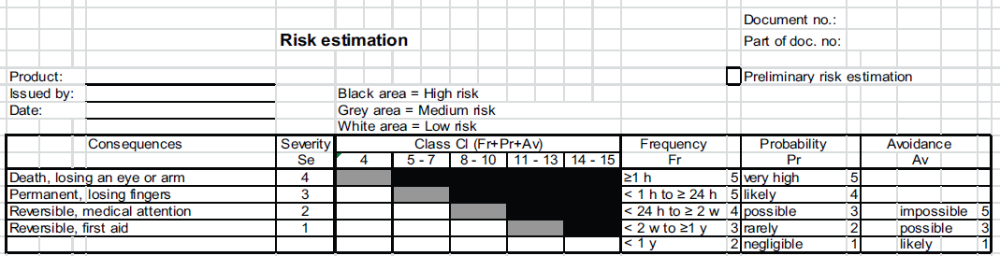 Document no.:
Risk estimation
Part of doc. no:
Product:
Preliminary risk estimation
Issued by:
Black area = High risk
Date:
Grey area = Medium risk
White area = Low risk
Consequences Severity Class Cl (Fr+Pr+Av) Frequency Probability Avoidance
Se 4 5 - 7 8 - 10 11 - 13 14 - 15 Fr Pr Av
Death, losing an eye or arm 4 ≥1 h 5 very high 5
Permanent, losing fingers 3 < 1 h to ≥ 24 h 5 likely 4
Reversible, medical attention 2 < 24 h to ≥ 2 w 4 possible 3 impossible 5
Reversible, first aid 1 < 2 w to ≥1 y 3 rarely 2 possible 3
< 1 y 2 negligible 1 likely 1